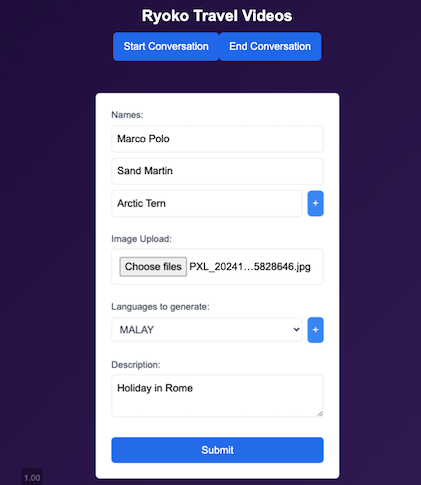 Ryoko Travel Videos
Start Conversation End Conversation
Names:
Marco Polo
Sand Martin
Arctic Tern +
Image Upload:
Choose files PXL_20241…5828646.jpg
Languages to generate:
MALAY +
Description:
Holiday in Rome
Submit
1.00